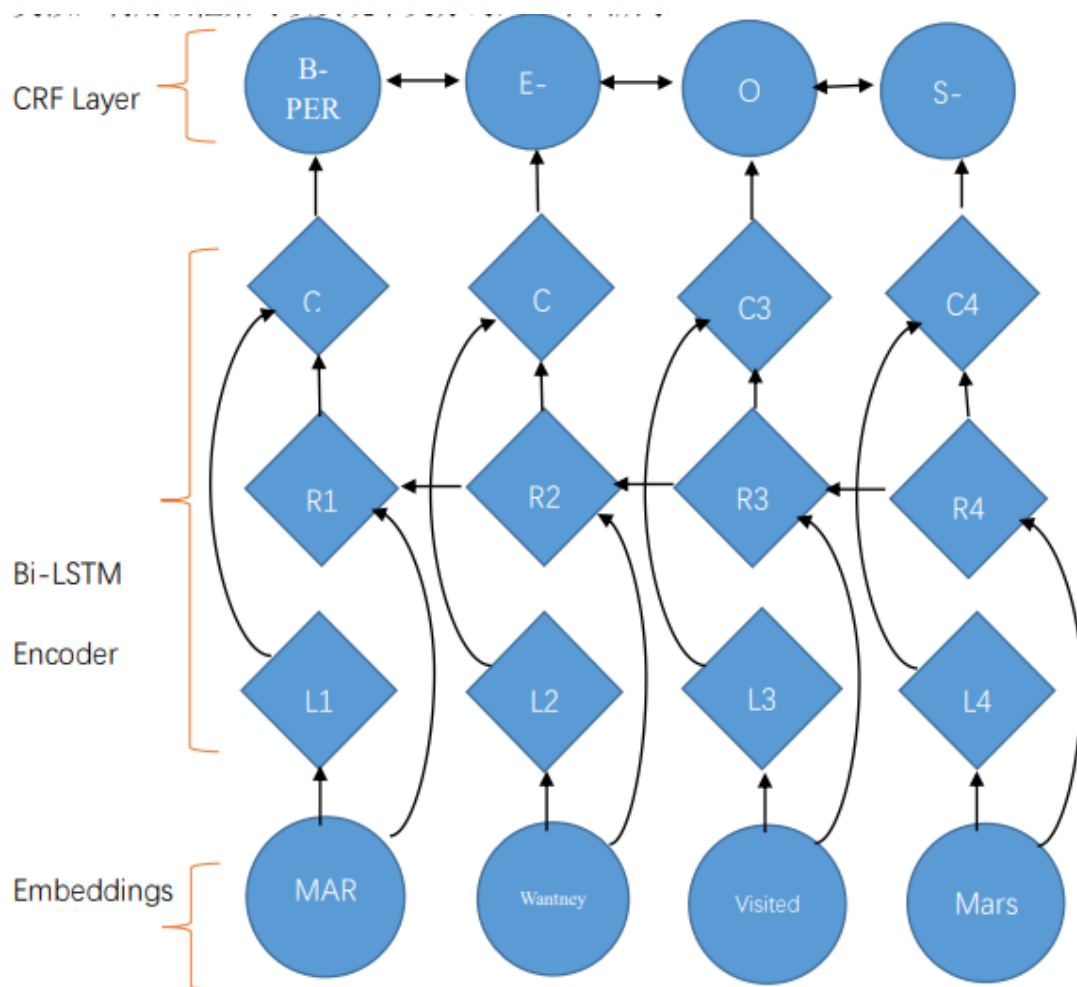 B-
PER
E-
O
S-
CRF Layer
C
C
C3
C4
R1
R2
R3
R4
Bi-LSTM
Encoder
L1
L2
L3
L4
Embeddings
MAR
Wantney
Visited
Mars